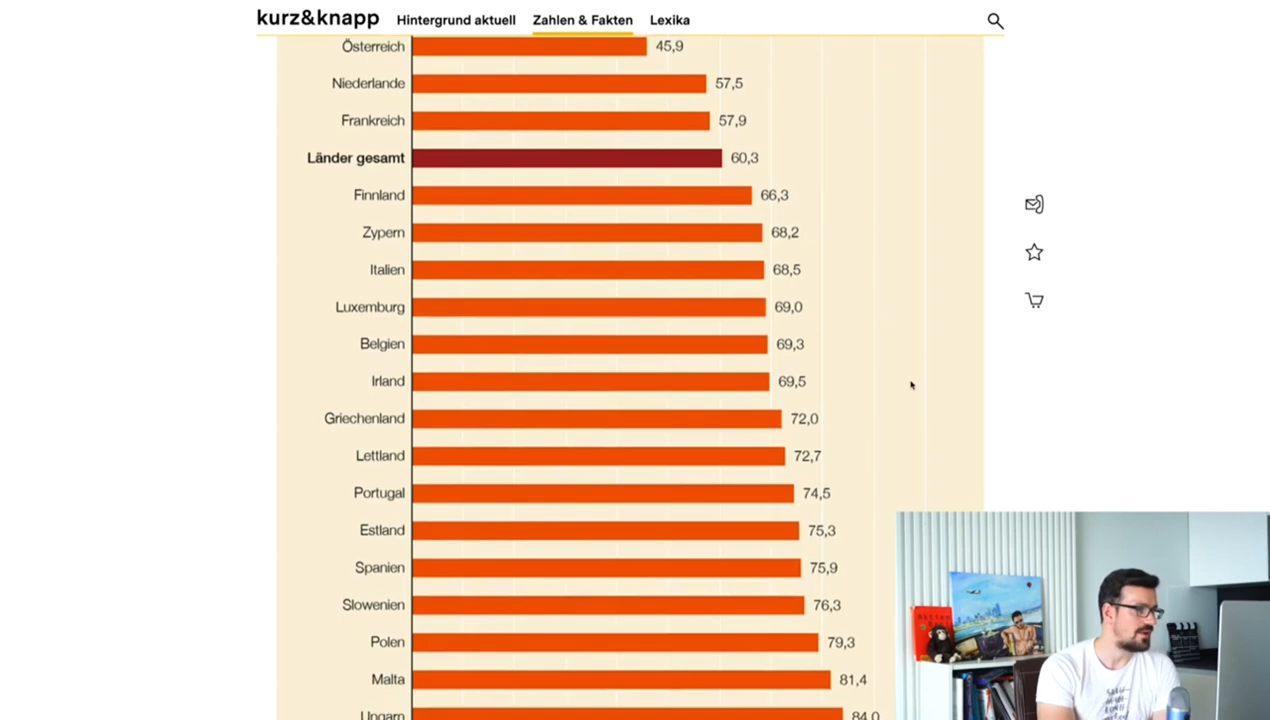 kurz&knapp Hintergrund aktuell Zahlen & Fakten Lexika
Österreich 45,9
Niederlande 57,5
Frankreich 57,9
Länder gesamt 60,3
Finnland 66,3
Zypern 68,2
Italien 68,5
Luxemburg 69,0
Belgien 69,3
Irland 69,5
Griechenland 72,0
Lettland 72,7
Portugal 74,5
Estland 75,3
Spanien 75,9
Slowenien 76,3
Polen 79,3
Malta 81,4
Ungarn 84,0